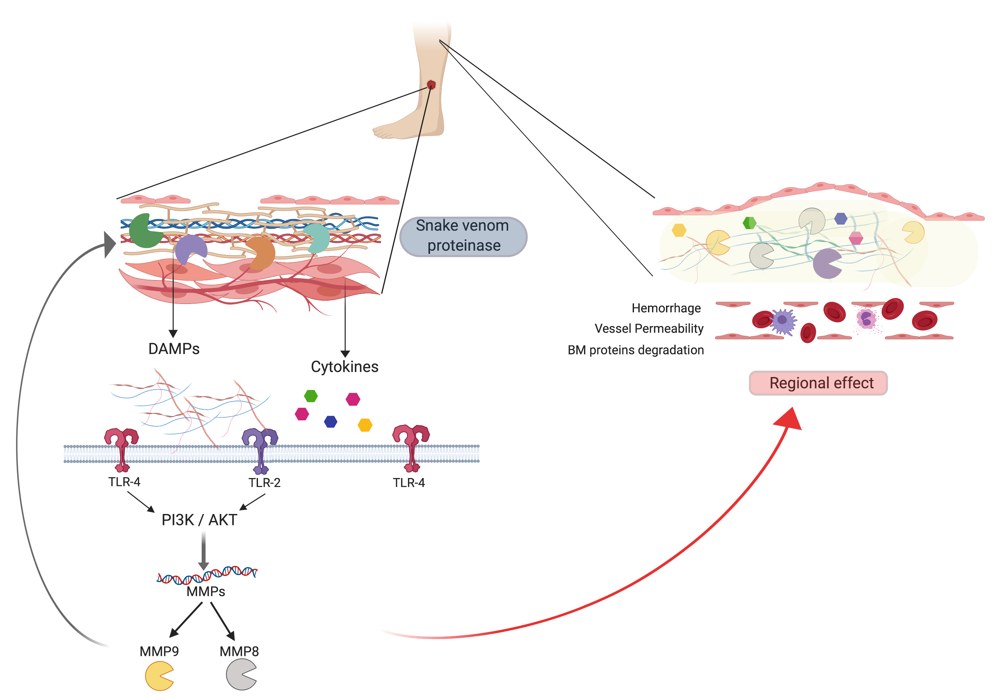 Snake venom
proteinase
Hemorrhage
Vessel Permeability
BM proteins degradation
Regional effect
DAMPs
Cytokines
TLR-4
TLR-2
TLR-4
PI3K / AKT
MMPs
MMP9
MMP8